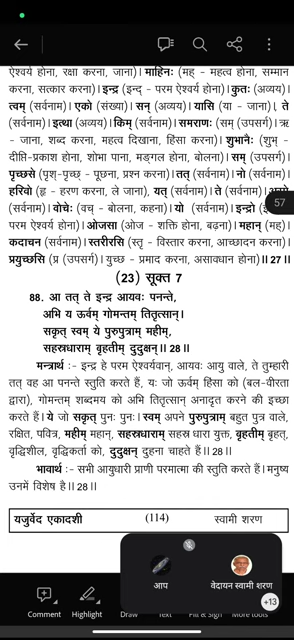 ऐश्वर्य होना, रक्षा करना, जाना)। माहिनः (मह् - महत्व होना, सम्मान
करना, सत्कार करना)। इन्द्र (इन्द् - परम ऐश्वर्य होना)। कुतः (अव्यय)।
त्वम् (सर्वनाम)। एको (संख्या)। सन् (अव्यय)। यासि (या - जाना)। ते
(सर्वनाम)। इत्था (अव्यय)। किम् (सर्वनाम)। समराणः (सम् (उपसर्ग)। ऋ
- जाना, शब्द करना, महत्व दिखाना, हिंसा करना)। शुभानैः (शुभ्-
दीप्ति-प्रकाश होना, शोभा पाना, मङ्गल होना, बोलना)। सम् (उपसर्ग)।
पृच्छसे (पृश्-पृच्छ् - पूछना, प्रश्न करना)। तत् (सर्वनाम)। नो (सर्वनाम)।
हरिवो (हृ - हरण करना, ले जाना), यत् (सर्वनाम)। ते (सर्वनाम)।
(सर्वनाम)। वोचेः (वच् - बोलना, कहना)। यो (सर्वनाम)। इन्द्रो
परम ऐश्वर्य होना)। ओजसा (ओज - शक्ति होना, बढ़ना)। महान् (मह्)।
कदाचन (सर्वनाम)। स्तरीरसि (स्तृ - विस्तार करना, आच्छादन करना)।
प्रयुच्छसि (प्र (उपसर्ग)। युच्छ - प्रमाद करना, असावधान होना)॥ 27॥
57
(23) सूक्त 7
88. आ तत् ते इन्द्र आयवः पनन्ते,
अभि य ऊर्वम् गोमन्तम् तितृत्सान्।
सकृत् स्वम् ये पुरुपुत्राम् महीम्,
सहस्रधाराम् बृहतीम् दुदुक्षन्॥ 28॥
मन्त्रार्थ :- इन्द्र हे परम ऐश्वर्यवान्, आयवः आयु वाले, ते तुम्हारी
तत् वह आ पनन्ते स्तुति करते हैं, यः जो ऊर्वम् हिंसा को (बल-वीरता
द्वारा), गोमन्तम् शब्दमय को अभि तितृत्सान् अनादृत करने की इच्छा
करते हैं। ये जो सकृत् पुनः पुनः। स्वम् अपने पुरुपुत्राम् बहुत पुत्र वाले,
रक्षित, पवित्र, महीम् महान्, सहस्रधाराम् सहस्र धारा युक्त, बृहतीम् बृहत्,
वृद्धिशील, वृद्धिकर्ता को, दुदुक्षन् दुहना चाहते हैं॥ 28॥
भावार्थ :- सभी आयुधारी प्राणी परमात्मा की स्तुति करते हैं। मनुष्य
उनमें विशेष है॥ 28॥
यजुर्वेद एकादशी (114) स्वामी शरण
आप
वेदायन स्वामी शरण
+13
Comment Highlight Draw Text Fill & Sign More tools